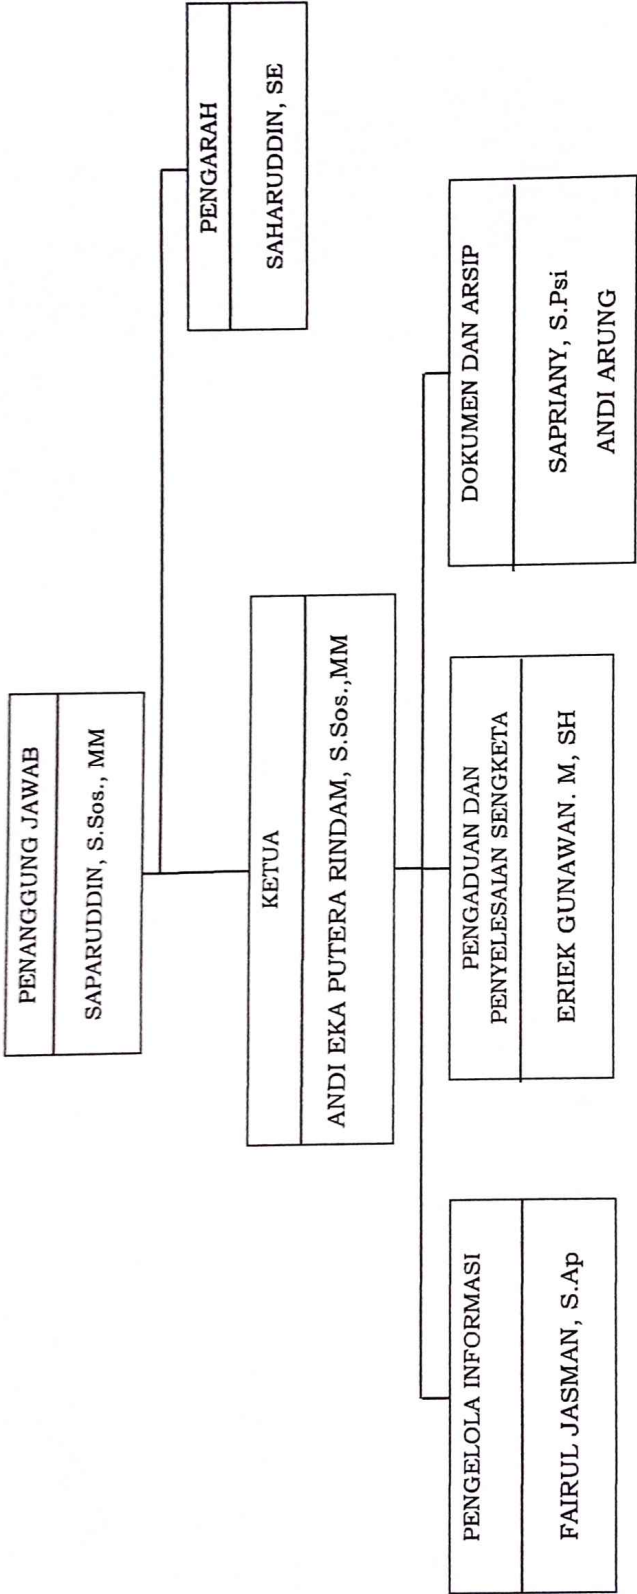 PENANGGUNG JAWAB
SAPARUDDIN, S.Sos., MM
PENGARAH
SAHARUDDIN, SE
KETUA
ANDI EKA PUTERA RINDAM, S.Sos.,MM
PENGELOLA INFORMASI
FAIRUL JASMAN, S.Ap
PENGADUAN DAN
PENYELESAIAN SENGKETA
ERIEK GUNAWAN. M, SH
DOKUMEN DAN ARSIP
SAPRIANY, S.Psi
ANDI ARUNG